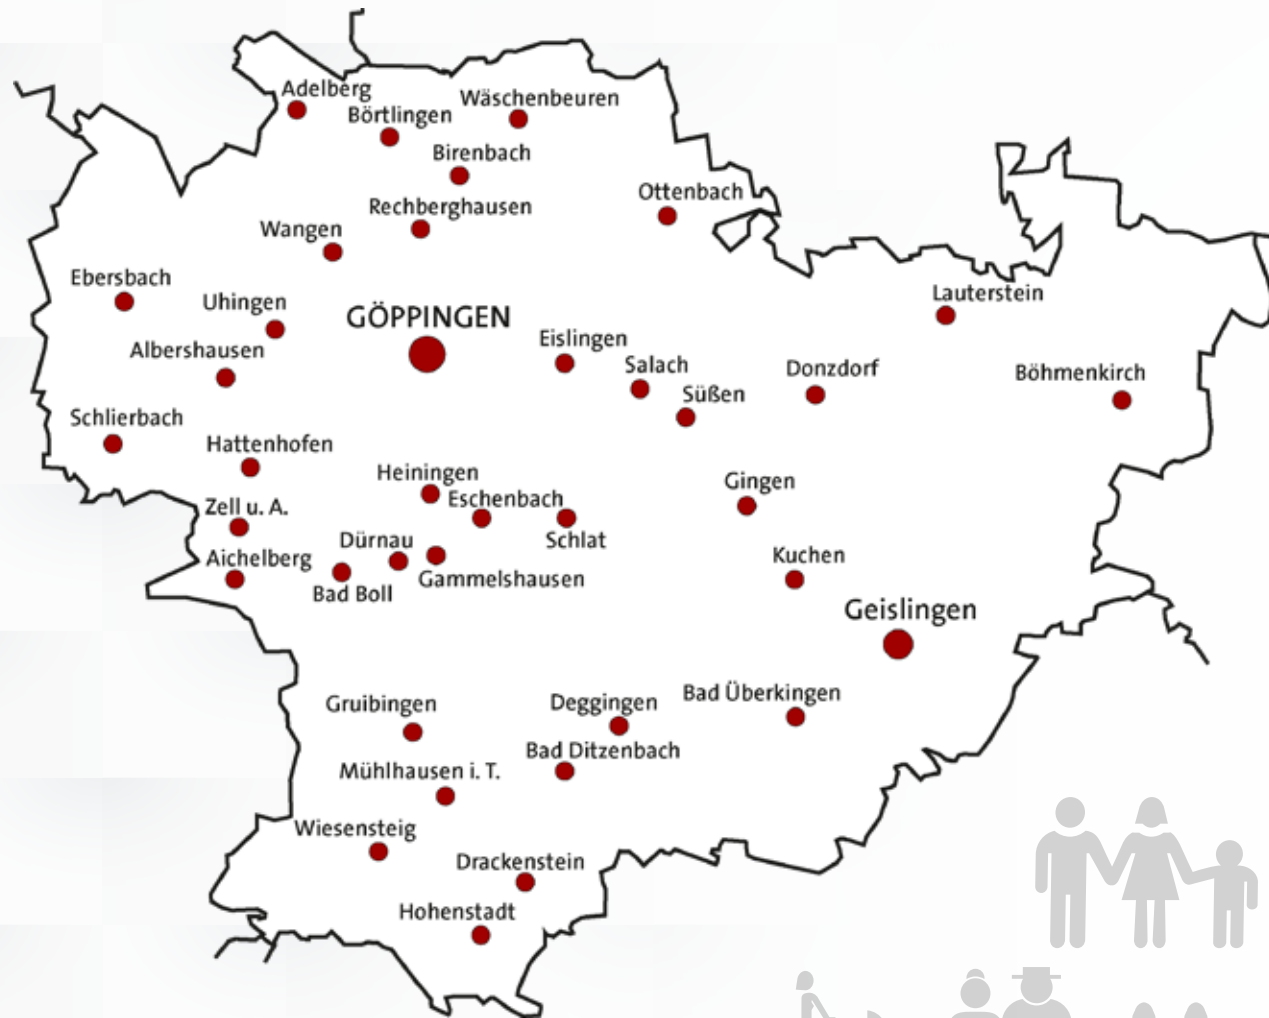 Adelberg
Wäschenbeuren
Börtlingen
Birenbach
Ottenbach
Rechberghausen
Wangen
Ebersbach
Lauterstein
Uhingen
GÖPPINGEN
Eislingen
Albershausen
Salach
Donzdorf
Böhmenkirch
Süßen
Schlierbach
Hattenhofen
Heiningen
Gingen
Eschenbach
Zell u. A.
Dürnau
Schlat
Aichelberg
Kuchen
Gammelshausen
Bad Boll
Geislingen
Bad Überkingen
Gruibingen
Deggingen
Bad Ditzenbach
Mühlhausen i. T.
Wiesensteig
Drackenstein
Hohenstadt